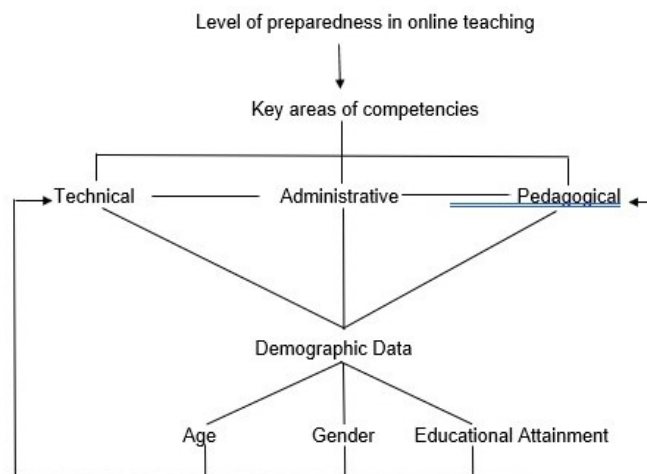 Level of preparedness in online teaching
Key areas of competencies
Technical Administrative Pedagogical
Demographic Data
Age Gender Educational Attainment